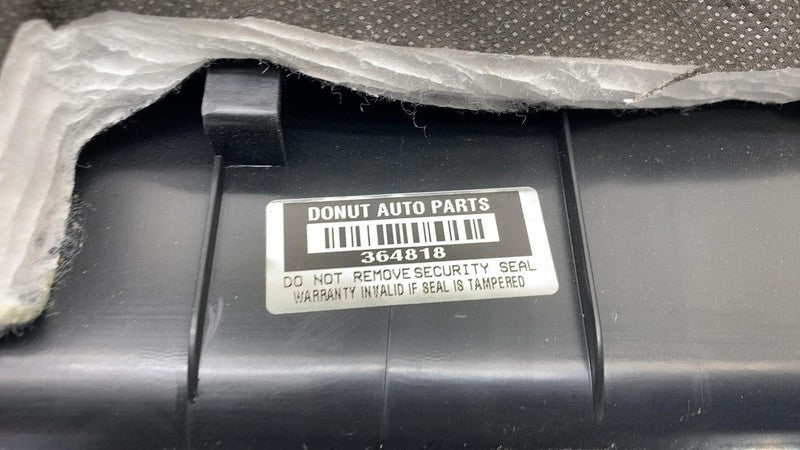 DONUT AUTO PARTS
364818
DO NOT REMOVE SECURITY SEAL
WARRANTY INVALID IF SEAL IS TAMPERED